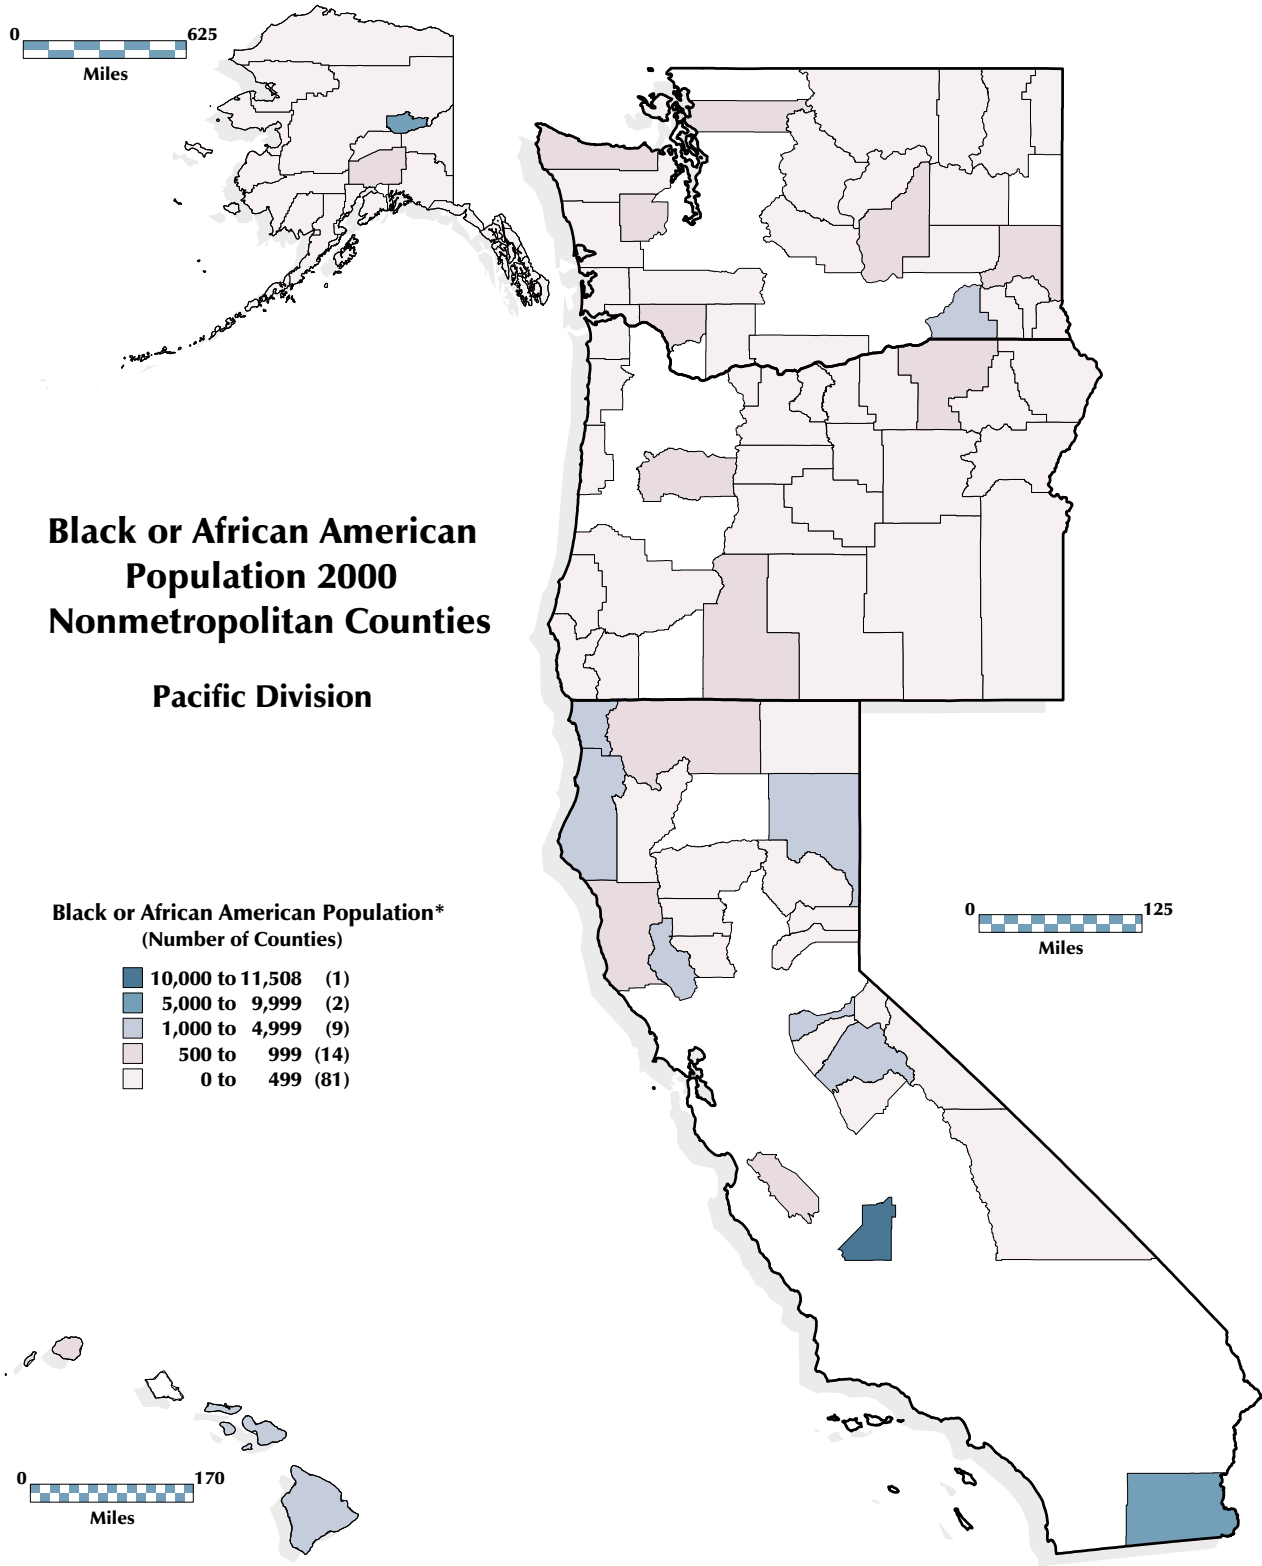 0 625
Miles
Black or African American
Population 2000
Nonmetropolitan Counties
Pacific Division
Black or African American Population*
(Number of Counties)
10,000 to 11,508 (1)
5,000 to 9,999 (2)
1,000 to 4,999 (9)
500 to 999 (14)
0 to 499 (81)
0 125
Miles
0 170
Miles